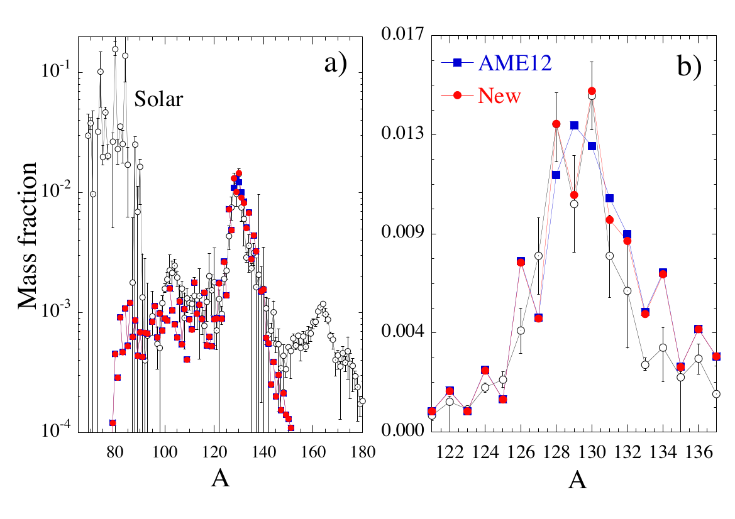 a)
Solar
Mass fraction
10-1
10-2
10-3
10-4
80 100 120 140 160 180
A
b)
AME12
New
0.017
0.013
0.009
0.004
0.000
122 124 126 128 130 132 134 136
A